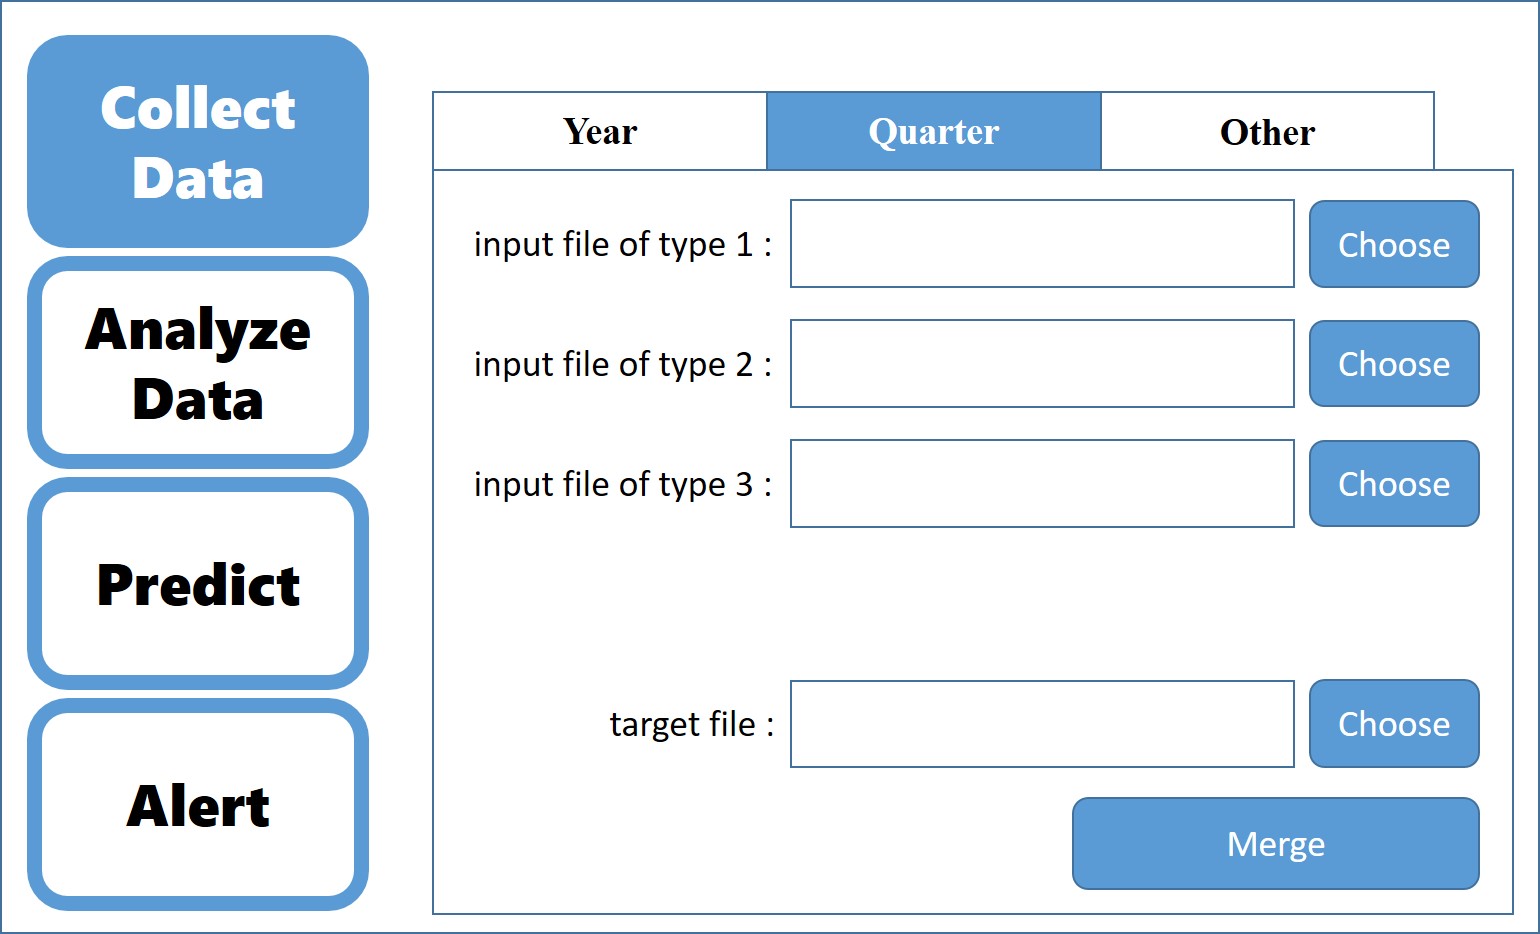 Collect
Data
Analyze
Data
Predict
Alert
Year Quarter Other
input file of type 1 : Choose
input file of type 2 : Choose
input file of type 3 : Choose
target file : Choose
Merge